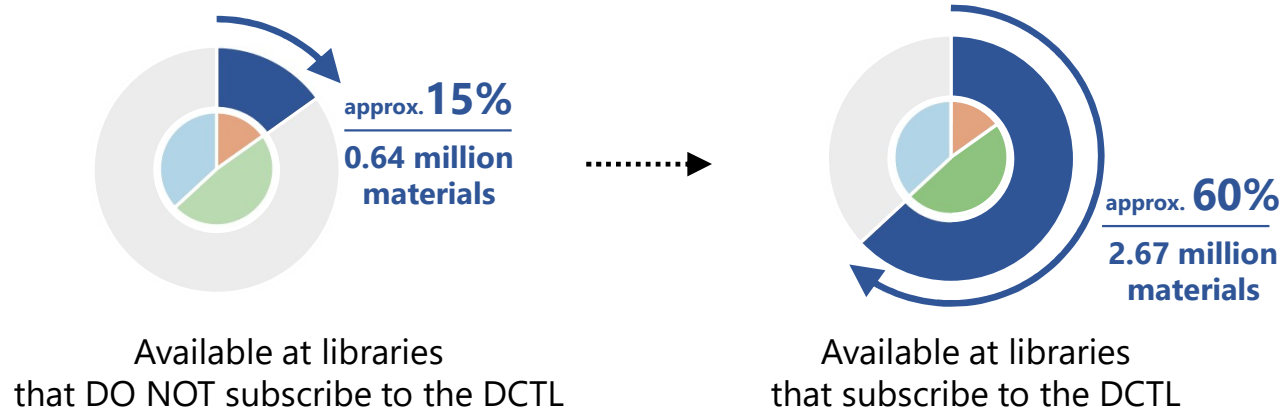 approx. 15%
0.64 million
materials
Available at libraries
that DO NOT subscribe to the DCTL
approx. 60%
2.67 million
materials
Available at libraries
that subscribe to the DCTL